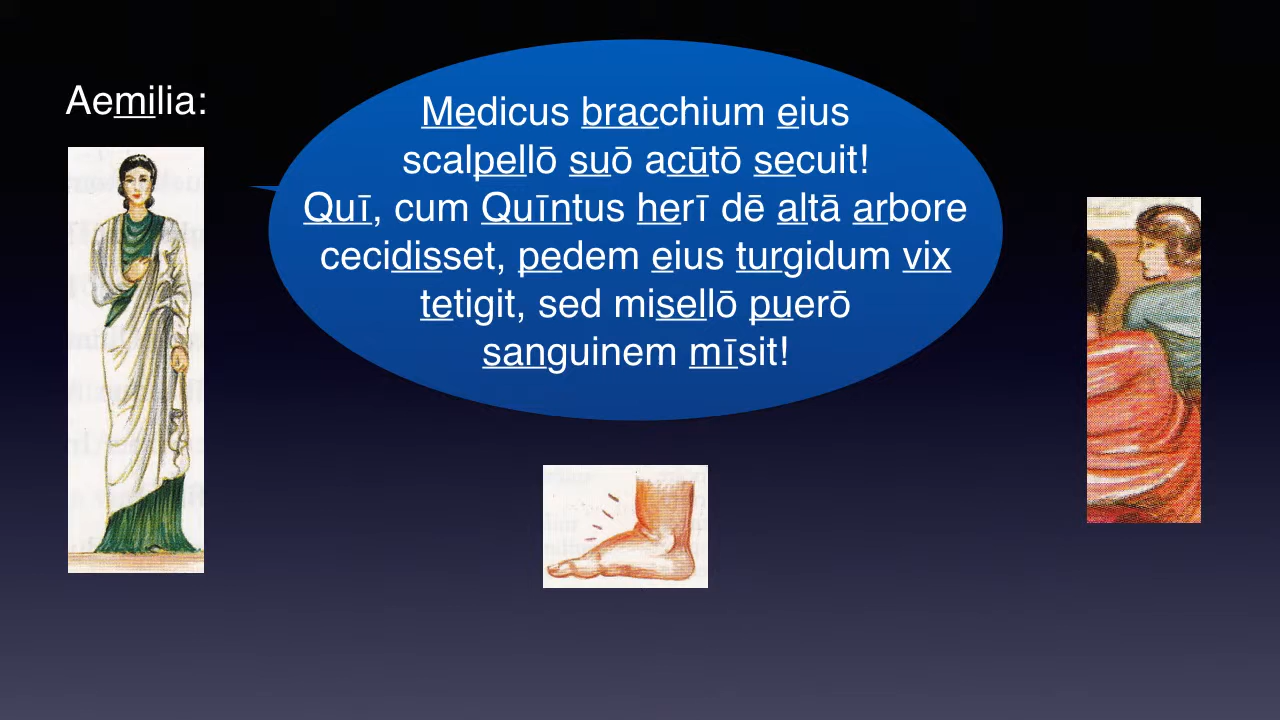 Aemilia:
Medicus bracchium eius
scalpellō suō acūtō secuit!
Quī, cum Quīntus herī dē altā arbore
cecidisset, pedem eius turgidum vix
tetigit, sed misellō puerō
sanguinem mīsit!